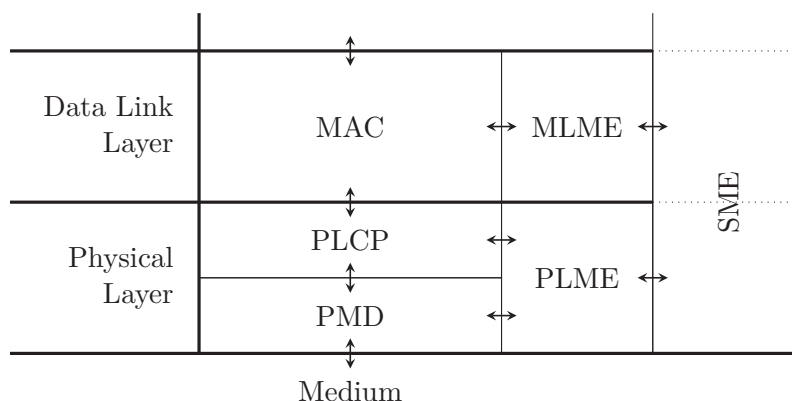 Data Link
Layer
MAC
MLME
SME
Physical
Layer
PLCP
PLME
PMD
Medium